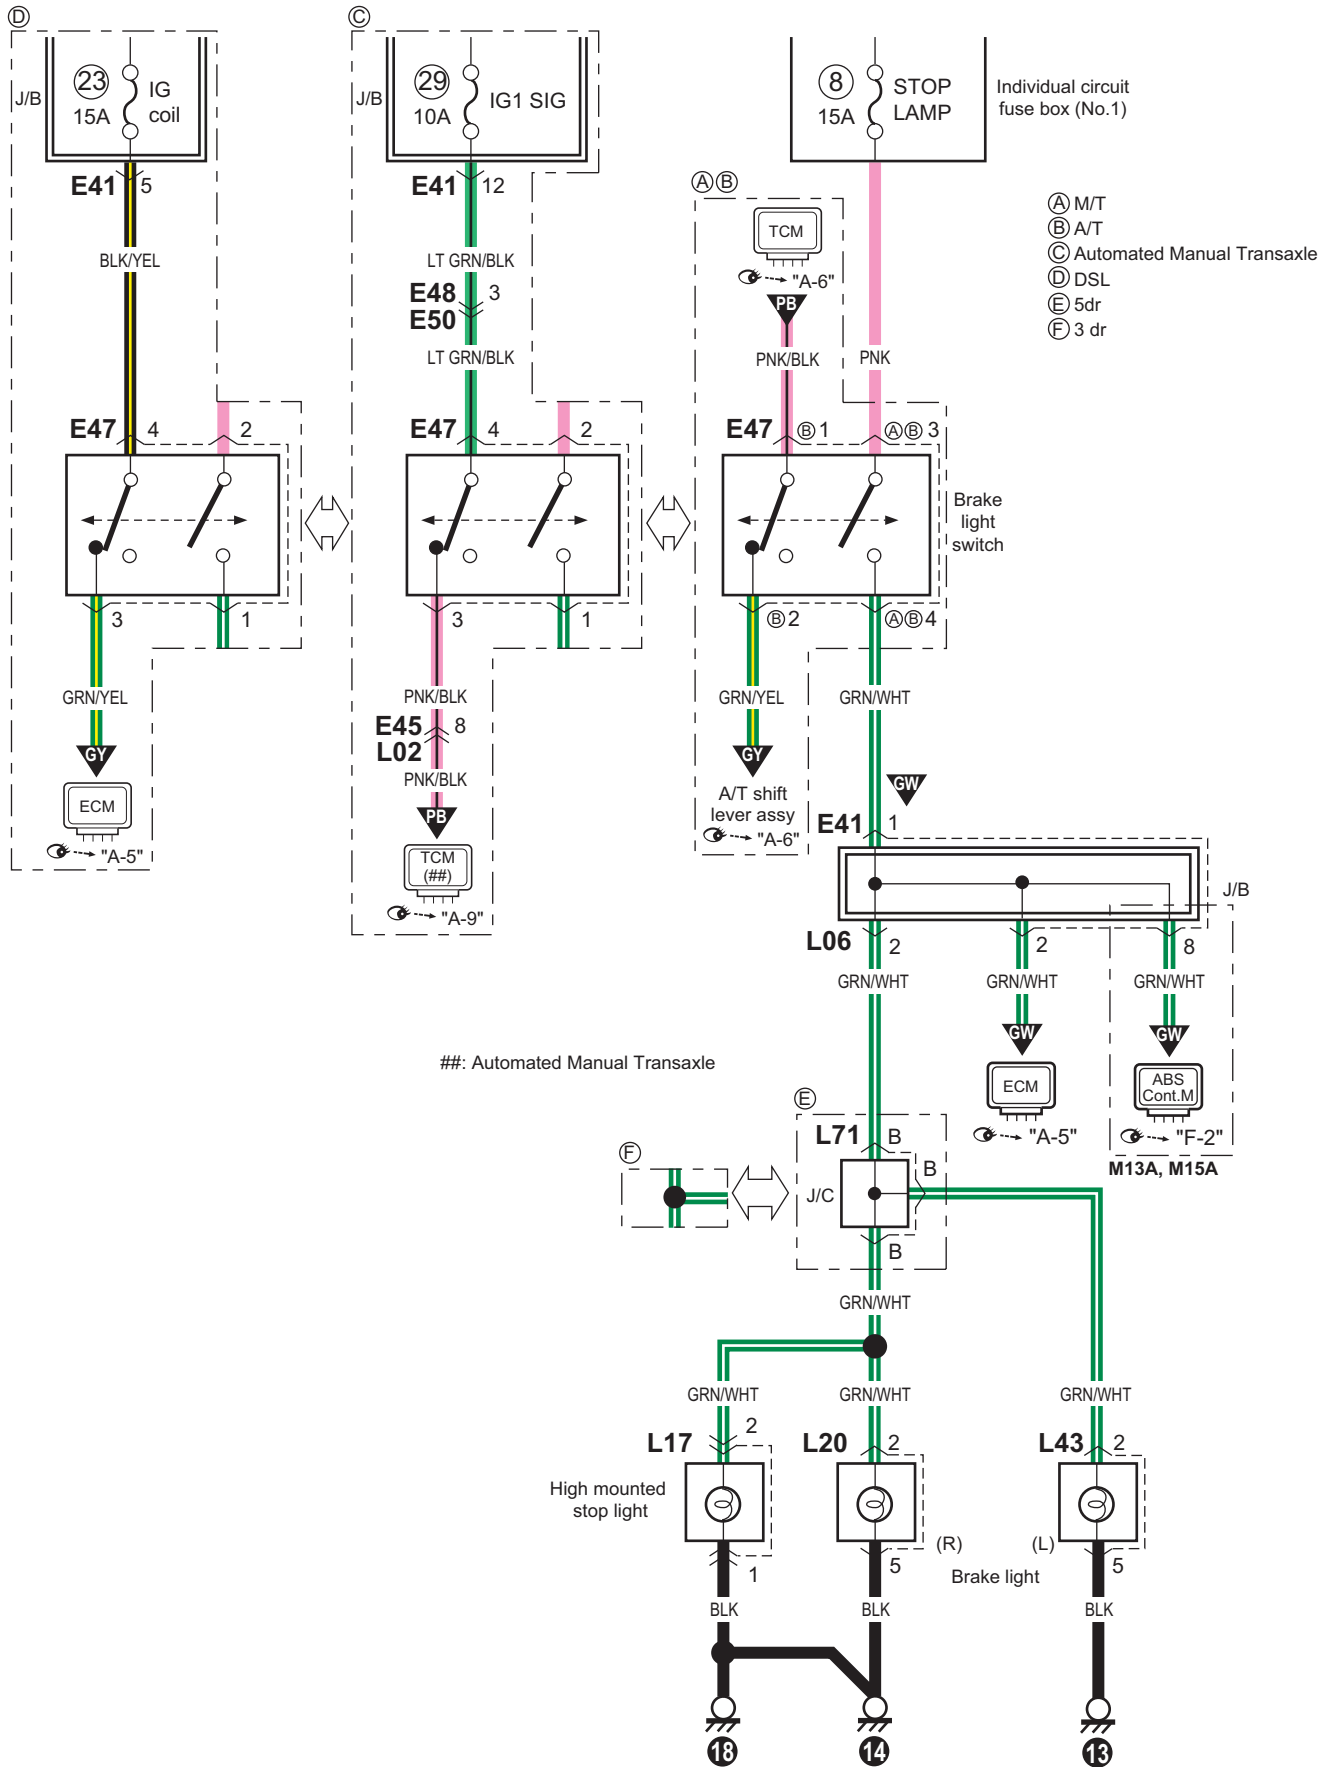 D
C
J/B
23
15A
IG
coil
J/B
29
10A
IG1 SIG
8
15A
STOP
LAMP
Individual circuit
fuse box (No.1)
E41
5
E41
12
A B
A M/T
B A/T
C Automated Manual Transaxle
D DSL
E 5dr
F 3 dr
TCM
"A-6"
PB
BLK/YEL
LT GRN/BLK
E48
3
E50
LT GRN/BLK
PNK/BLK
PNK
E47
4
2
E47
4
2
E47
B 1
A B 3
Brake
light
switch
3
1
3
1
B 2
A B 4
GRN/YEL
PNK/BLK
GRN/YEL
GRN/WHT
E45
8
L02
GY
GY
PNK/BLK
GW
ECM
"A-5"
PB
A/T shift
lever assy
"A-6"
E41
1
TCM
(##)
"A-9"
J/B
L06
2
2
8
GRN/WHT
GRN/WHT
GRN/WHT
GW
GW
##: Automated Manual Transaxle
ECM
ABS
Cont.M
"A-5"
"F-2"
M13A, M15A
E
L71
B
F
J/C
B
B
GRN/WHT
GRN/WHT
GRN/WHT
GRN/WHT
L17
2
L20
2
L43
2
High mounted
stop light
(R)
(L)
1
5
Brake light
5
BLK
BLK
BLK
18
14
13